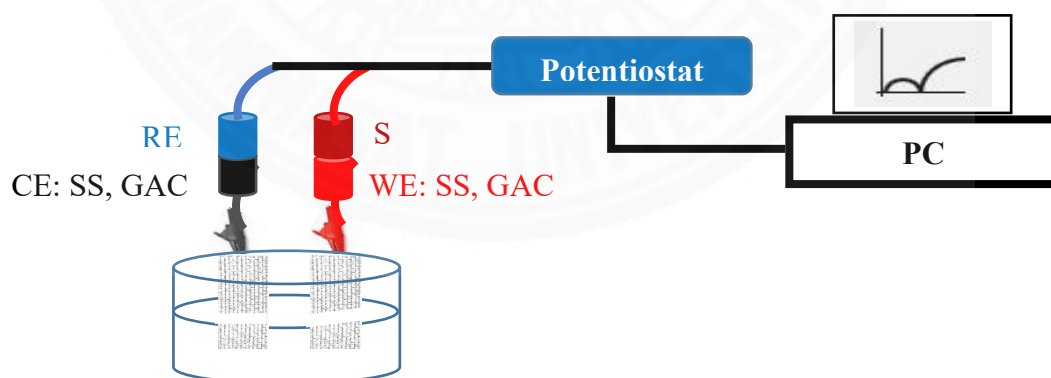 Potentiostat
RE
S
PC
CE: SS, GAC
WE: SS, GAC